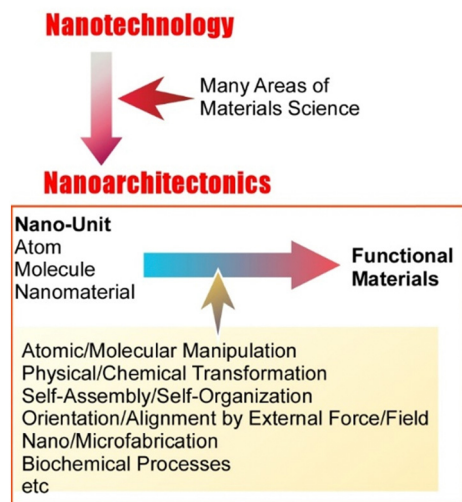 Nanotechnology
Many Areas of
Materials Science
Nanoarchitectonics
Nano-Unit
Atom
Molecule
Nanomaterial
Functional
Materials
Atomic/Molecular Manipulation
Physical/Chemical Transformation
Self-Assembly/Self-Organization
Orientation/Alignment by External Force/Field
Nano/Microfabrication
Biochemical Processes
etc